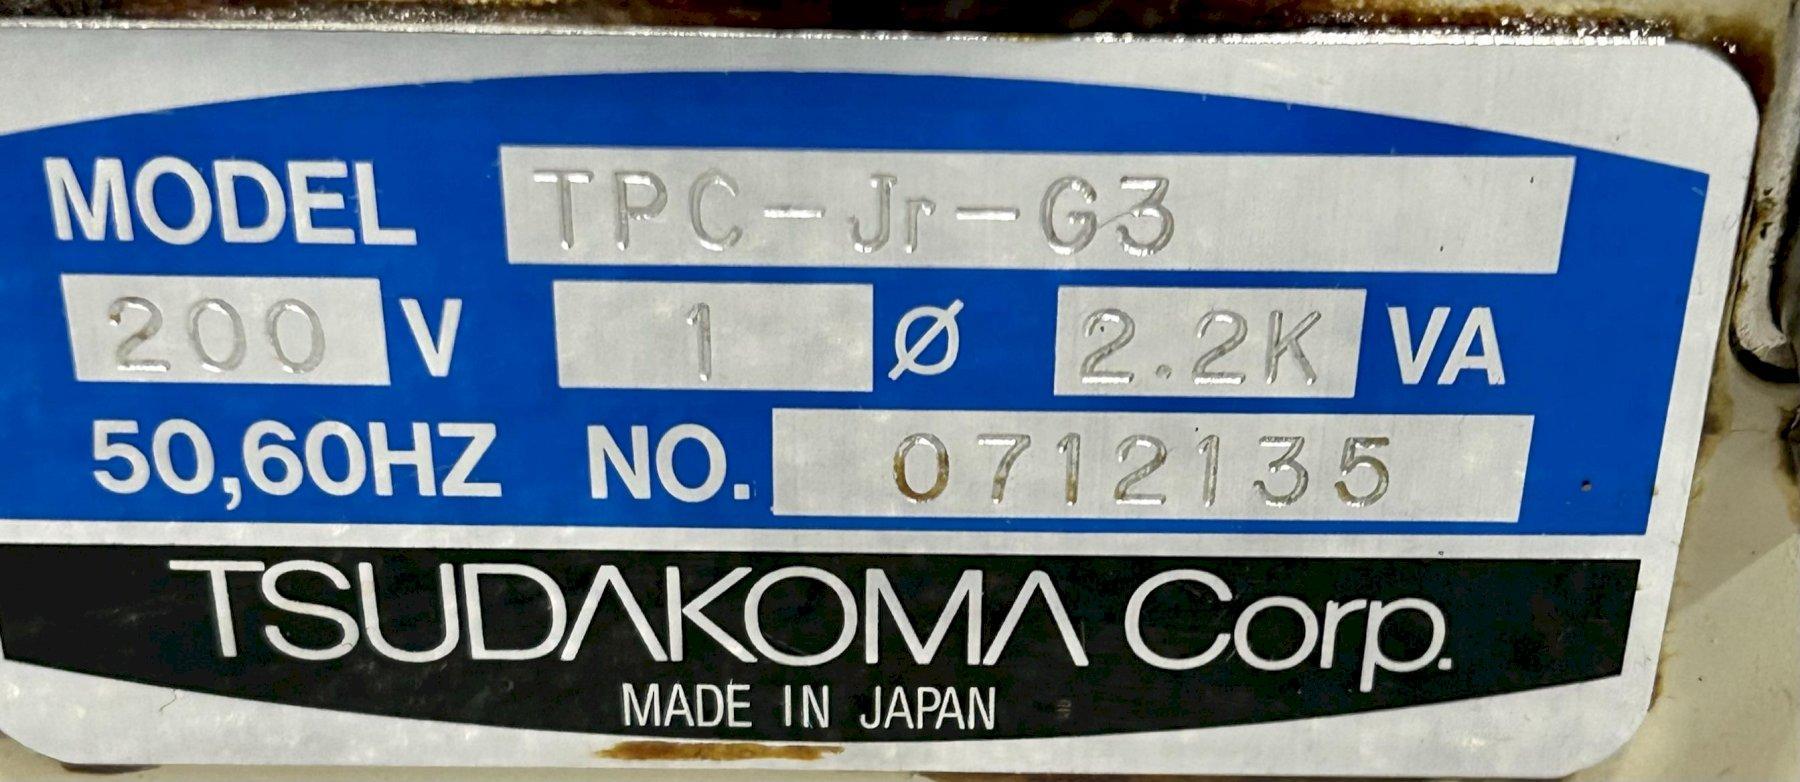 MODEL TPC-Jr-G3
200 V 1 Ø 2.2K VA
50,60HZ NO. 0712135
TSUDAKOMA Corp.
MADE IN JAPAN